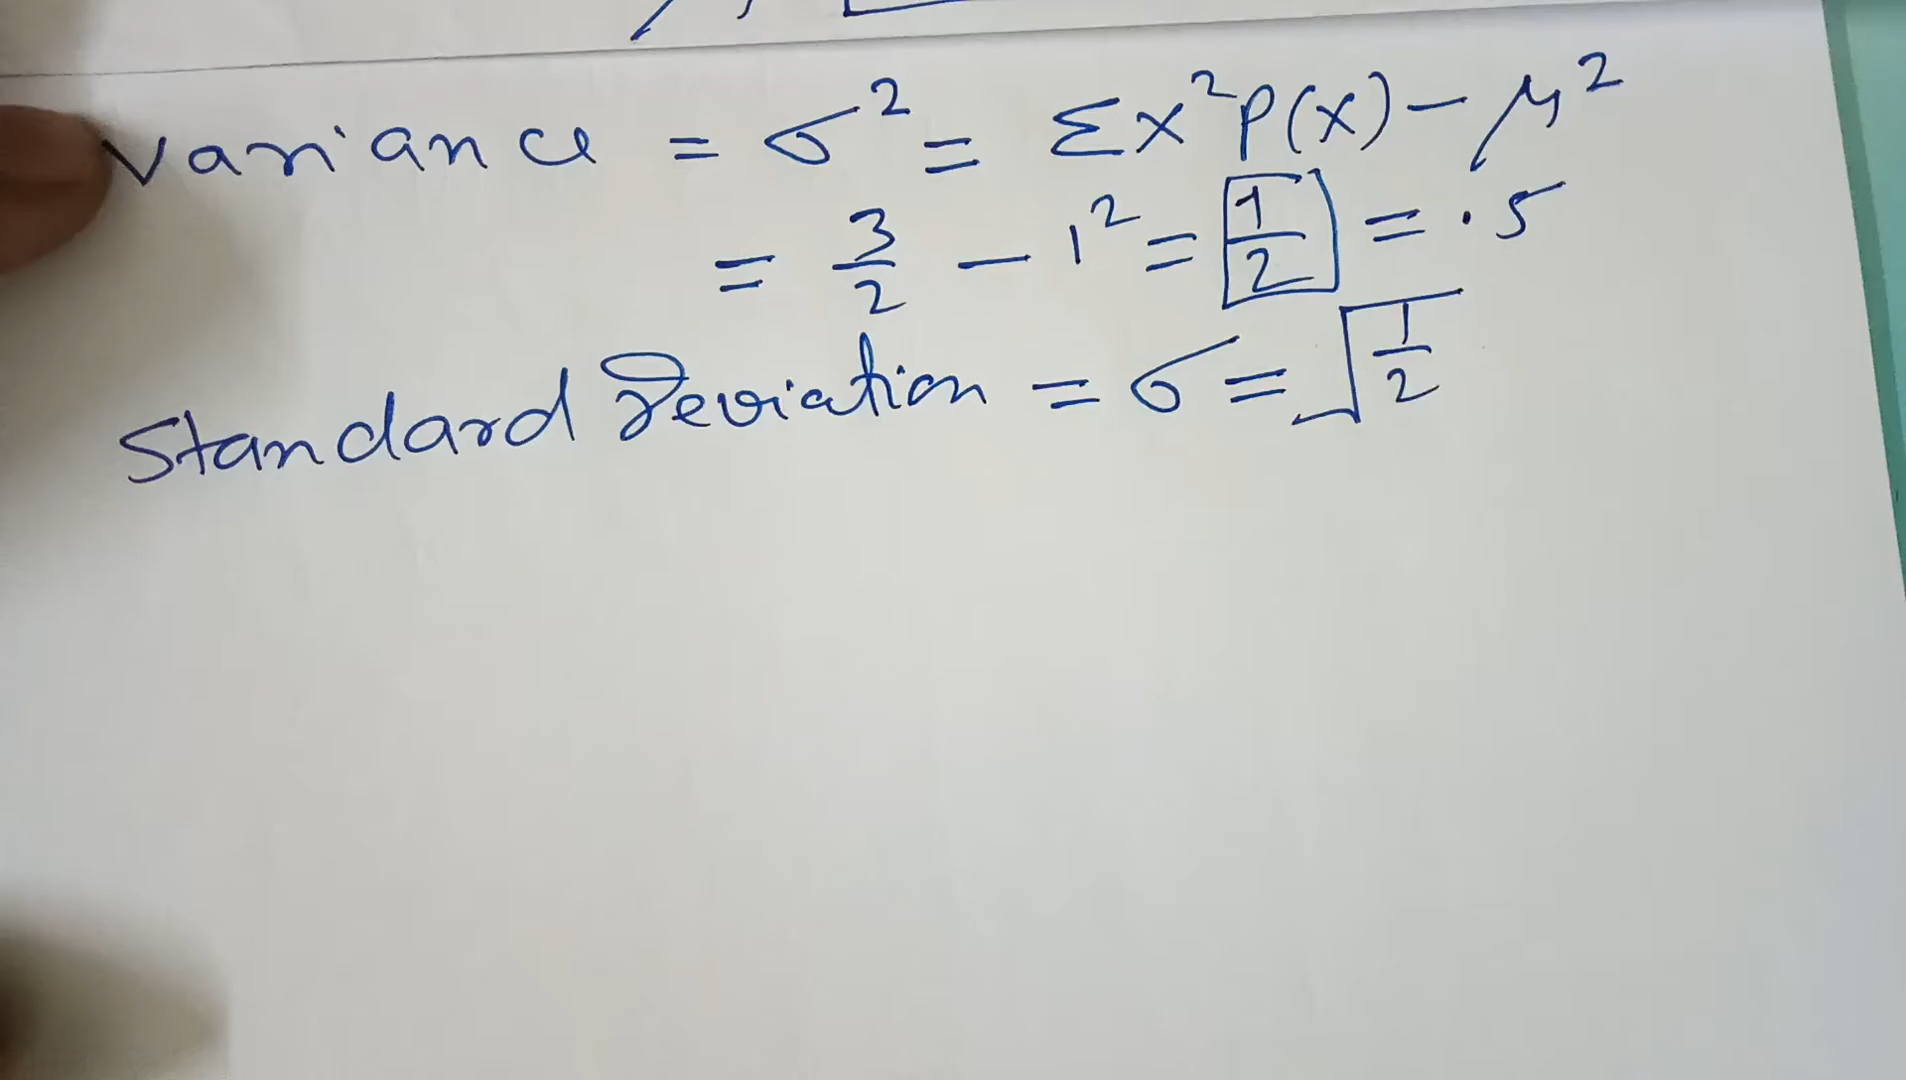 Variance = σ² = Σx²P(x) - μ²
= 3/2 - 1² = 1/2 = .5
Standard Deviation = σ = √1/2